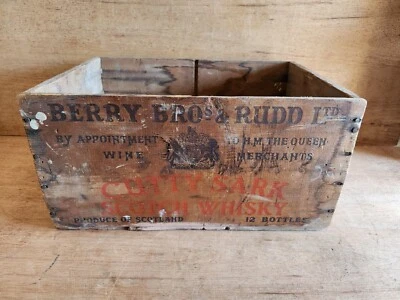 BERRY BROS & RUDD LTD
BY APPOINTMENT TO H.M. THE QUEEN
WINE MERCHANTS
CUTTY SARK
SCOTCH WHISKY
PRODUCE OF SCOTLAND 12 BOTTLES